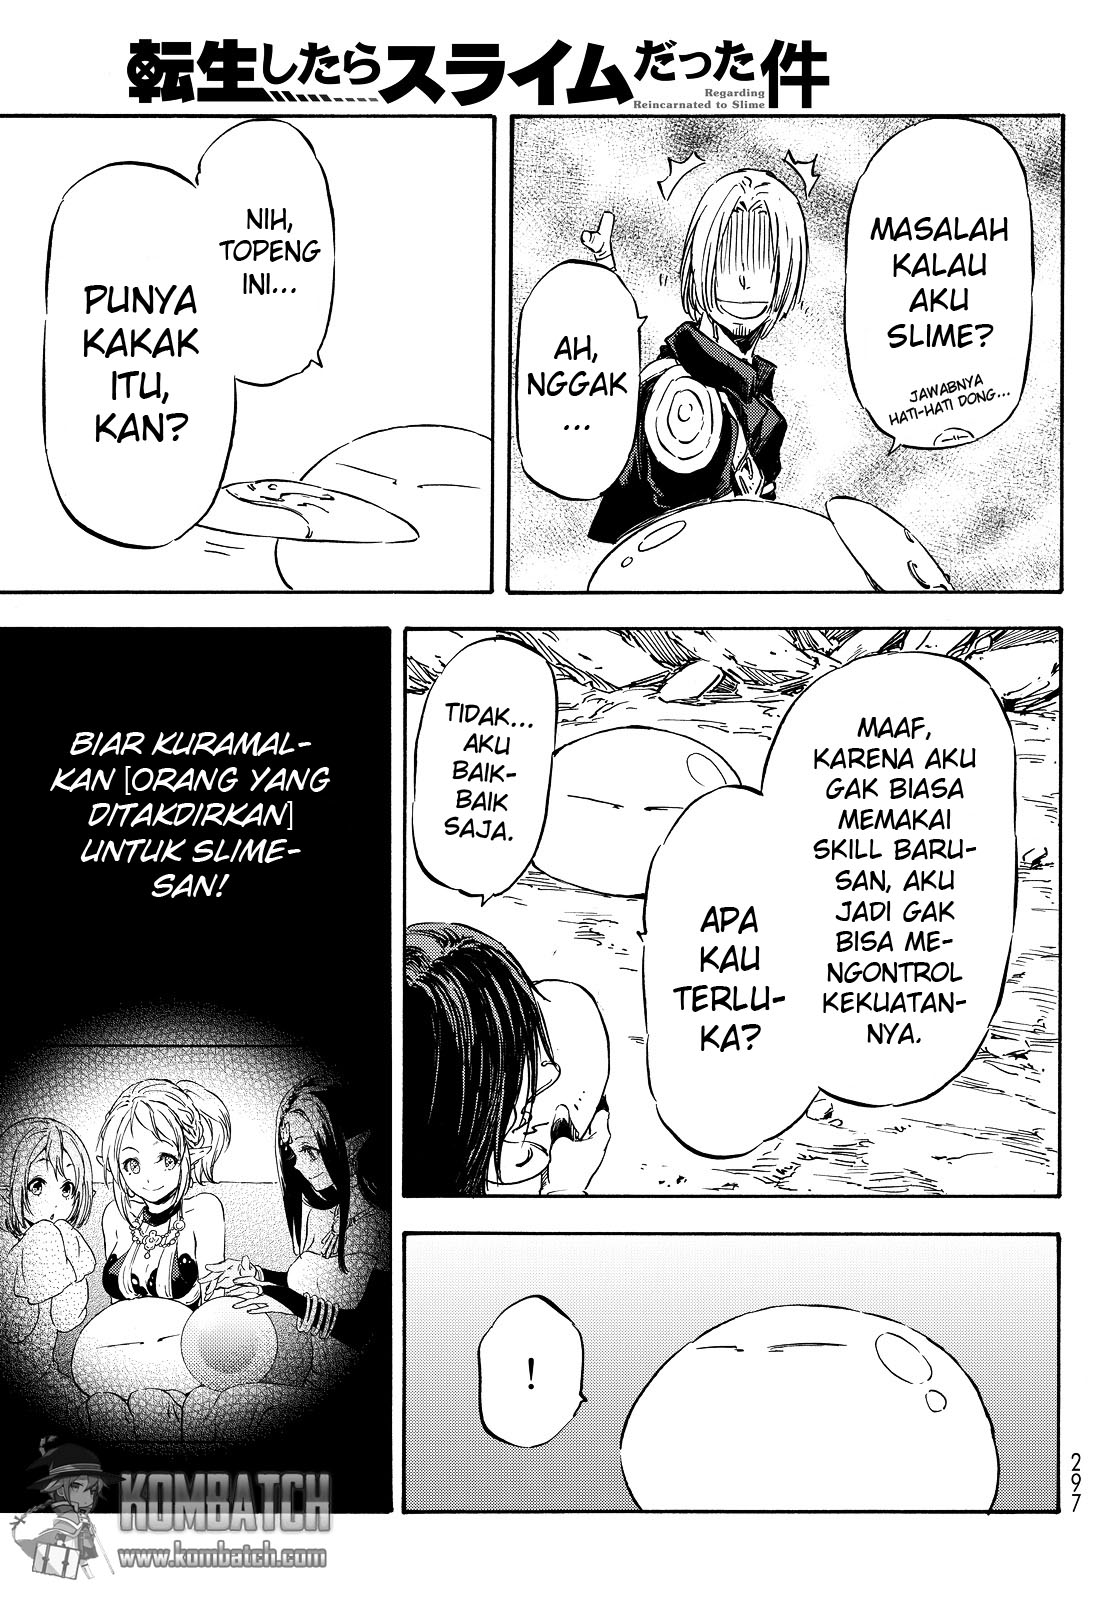 転生したらスライムだった件
Regarding
Reincarnated to Slime
MASALAH
KALAU
AKU
SLIME?
JAWABNYA
HATI-HATI DONG...
AH,
NGGAK
...
NIH,
TOPENG
INI...
PUNYA
KAKAK
ITU,
KAN?
MAAF,
KARENA AKU
GAK BIASA
MEMAKAI
SKILL BARU-
SAN, AKU
JADI GAK
BISA ME-
NGONTROL
KEKUATAN-
NYA.
APA
KAU
TERLU-
KA?
TIDAK...
AKU
BAIK-
BAIK
SAJA.
!
BIAR KURAMAL-
KAN [ORANG YANG
DITAKDIRKAN]
UNTUK SLIME-
SAN!
297
KOMBATCH
www.kombatch.com